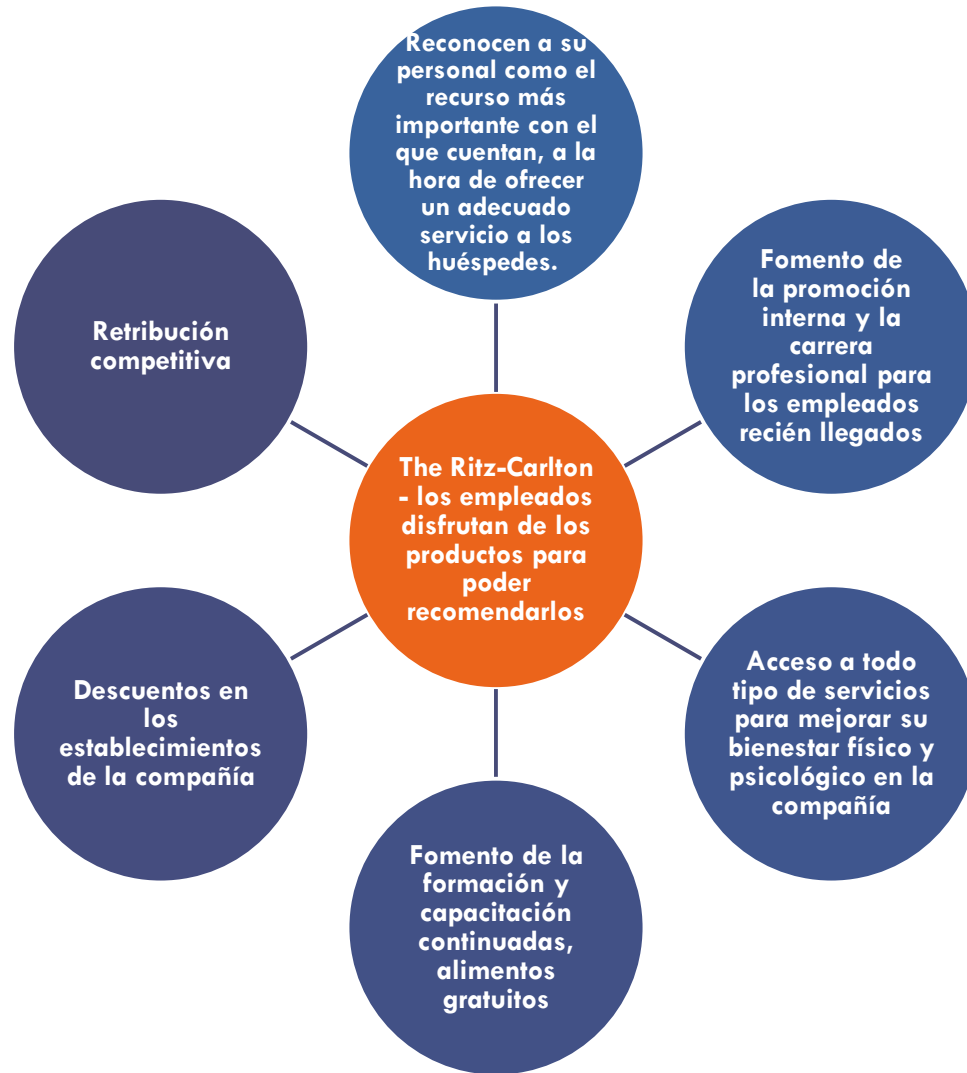 Reconocen a su
personal como el
recurso más
importante con el
que cuentan, a la
hora de ofrecer
un adecuado
servicio a los
huéspedes.
Fomento de
la promoción
interna y la
carrera
profesional para
los empleados
recién llegados
Acceso a todo
tipo de servicios
para mejorar su
bienestar físico y
psicológico en la
compañía
Fomento de la
formación y
capacitación
continuadas,
alimentos
gratuitos
Descuentos en
los
establecimientos
de la compañía
Retribución
competitiva
The Ritz-Carlton
- los empleados
disfrutan de los
productos para
poder
recomendarlos